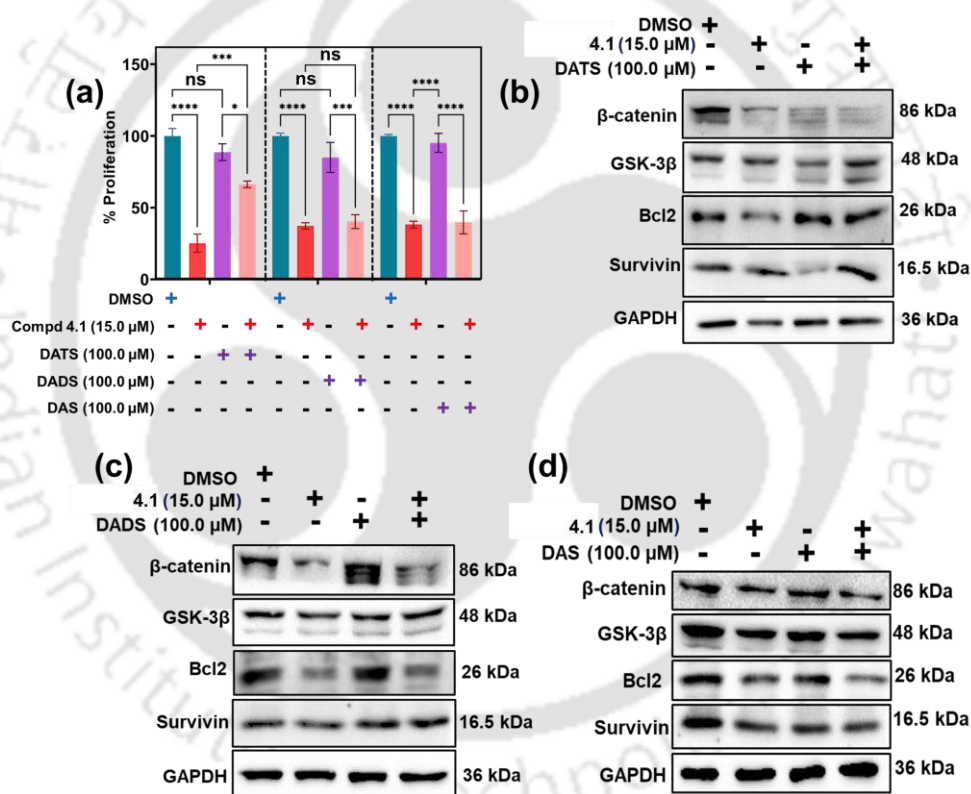 (a)
150
100
50
0
% Proliferation
ns
***
****
*
ns
ns
****
***
****
****
****
DMSO + + +
Compd 4.1 (15.0 μM) - + - + - + - + - + - +
DATS (100.0 μM) - - + + - - - - - - - -
DADS (100.0 μM) - - - - - - + + - - - -
DAS (100.0 μM) - - - - - - - - - - + +
(b)
DMSO +
4.1 (15.0 μM) - + - +
DATS (100.0 μM) - - + +
β-catenin 86 kDa
GSK-3β 48 kDa
Bcl2 26 kDa
Survivin 16.5 kDa
GAPDH 36 kDa
(c)
DMSO +
4.1 (15.0 μM) - + - +
DADS (100.0 μM) - - + +
β-catenin 86 kDa
GSK-3β 48 kDa
Bcl2 26 kDa
Survivin 16.5 kDa
GAPDH 36 kDa
(d)
DMSO +
4.1 (15.0 μM) - + - +
DAS (100.0 μM) - - + +
β-catenin 86 kDa
GSK-3β 48 kDa
Bcl2 26 kDa
Survivin 16.5 kDa
GAPDH 36 kDa